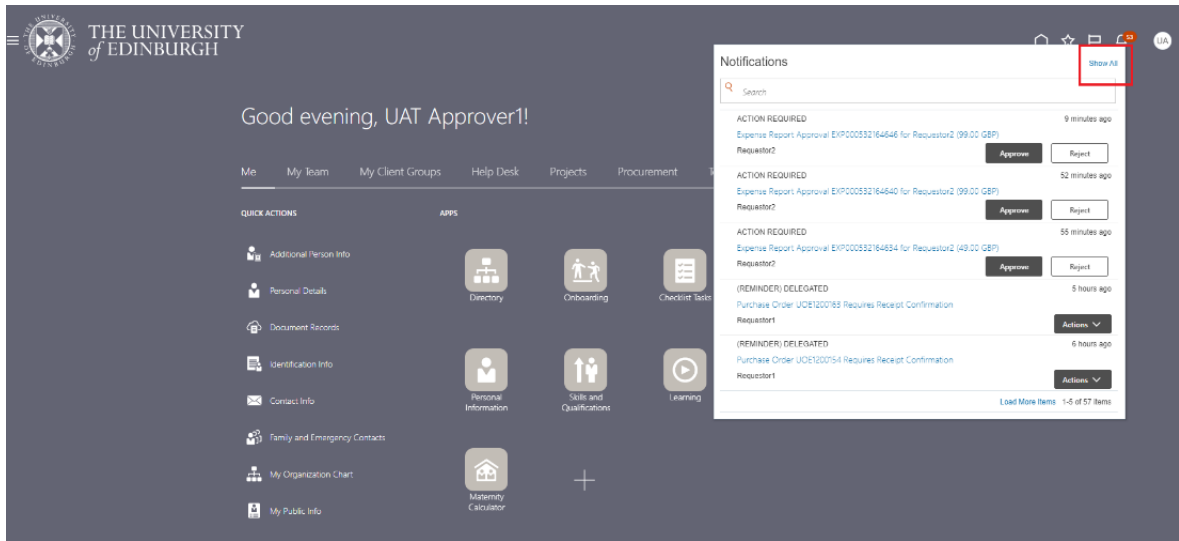 THE UNIVERSITY
of EDINBURGH
53
UA
Notifications
Show All
Search
Good evening, UAT Approver1!
Me My Team My Client Groups Help Desk Projects Procurement
QUICK ACTIONS APPS
Additional Person Info
Personal Details
Document Records
Identification Info
Contact Info
Family and Emergency Contacts
My Organization Chart
My Public Info
Directory
Onboarding
Checklist Tasks
Personal
Information
Skills and
Qualifications
Learning
Maternity
Calculator
ACTION REQUIRED 9 minutes ago
Expense Report Approval EXP000532164646 for Requestor2 (99.00 GBP)
Requestor2 Approve Reject
ACTION REQUIRED 52 minutes ago
Expense Report Approval EXP000532164640 for Requestor2 (99.00 GBP)
Requestor2 Approve Reject
ACTION REQUIRED 55 minutes ago
Expense Report Approval EXP000532164634 for Requestor2 (49.00 GBP)
Requestor2 Approve Reject
(REMINDER) DELEGATED 5 hours ago
Purchase Order UOE1200163 Requires Receipt Confirmation
Requestor1 Actions
(REMINDER) DELEGATED 6 hours ago
Purchase Order UOE1200154 Requires Receipt Confirmation
Requestor1 Actions
Load More Items 1-5 of 57 Items